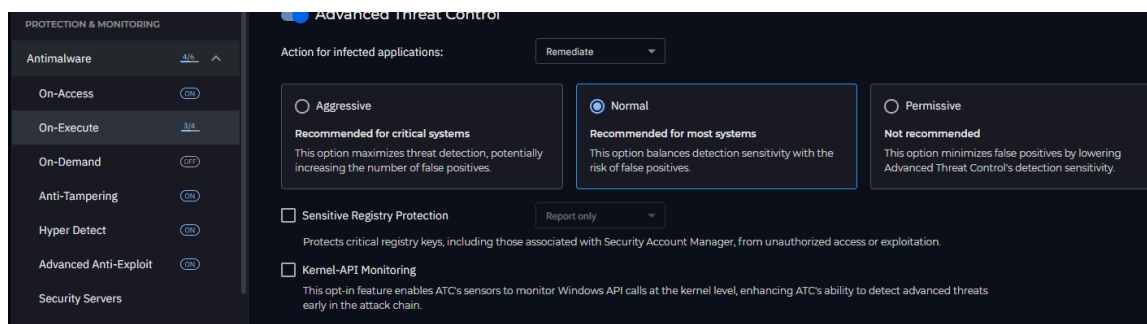 PROTECTION & MONITORING
Antimalware 4/6
On-Access ON
On-Execute 3/4
On-Demand OFF
Anti-Tampering ON
Hyper Detect ON
Advanced Anti-Exploit ON
Security Servers
Advanced Threat Control
Action for infected applications: Remediate
Aggressive
Recommended for critical systems
This option maximizes threat detection, potentially
increasing the number of false positives.
Normal
Recommended for most systems
This option balances detection sensitivity with the
risk of false positives.
Permissive
Not recommended
This option minimizes false positives by lowering
Advanced Threat Control's detection sensitivity.
Sensitive Registry Protection Report only
Protects critical registry keys, including those associated with Security Account Manager, from unauthorized access or exploitation.
Kernel-API Monitoring
This opt-in feature enables ATC's sensors to monitor Windows API calls at the kernel level, enhancing ATC's ability to detect advanced threats
early in the attack chain.